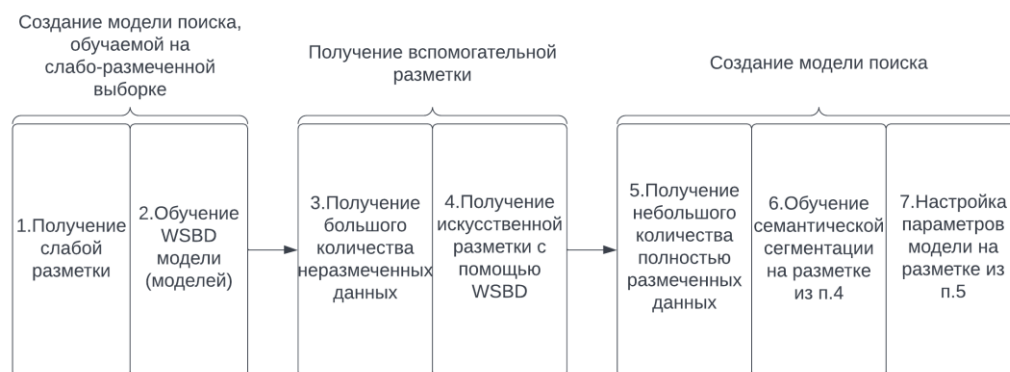 Создание модели поиска,
обучаемой на
слабо-размеченной
выборке
Получение вспомогательной
разметки
Создание модели поиска
1.Получение
слабой
разметки
2.Обучение
WSBD
модели
(моделей)
3.Получение
большого
количества
неразмеченных
данных
4.Получение
искусственной
разметки с
помощью
WSBD
5.Получение
небольшого
количества
полностью
размеченных
данных
6.Обучение
семантической
сегментации
на разметке
из п.4
7.Настройка
параметров
модели на
разметке из
п.5